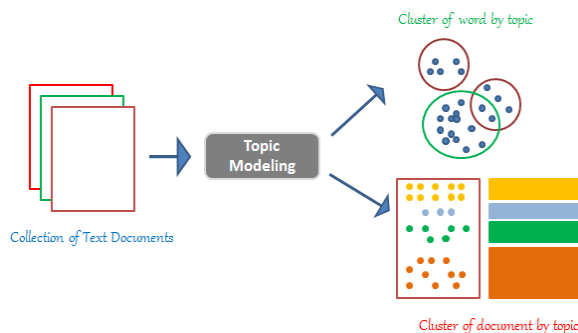 Cluster of word by topic
Topic
Modeling
Collection of Text Documents
Cluster of document by topic